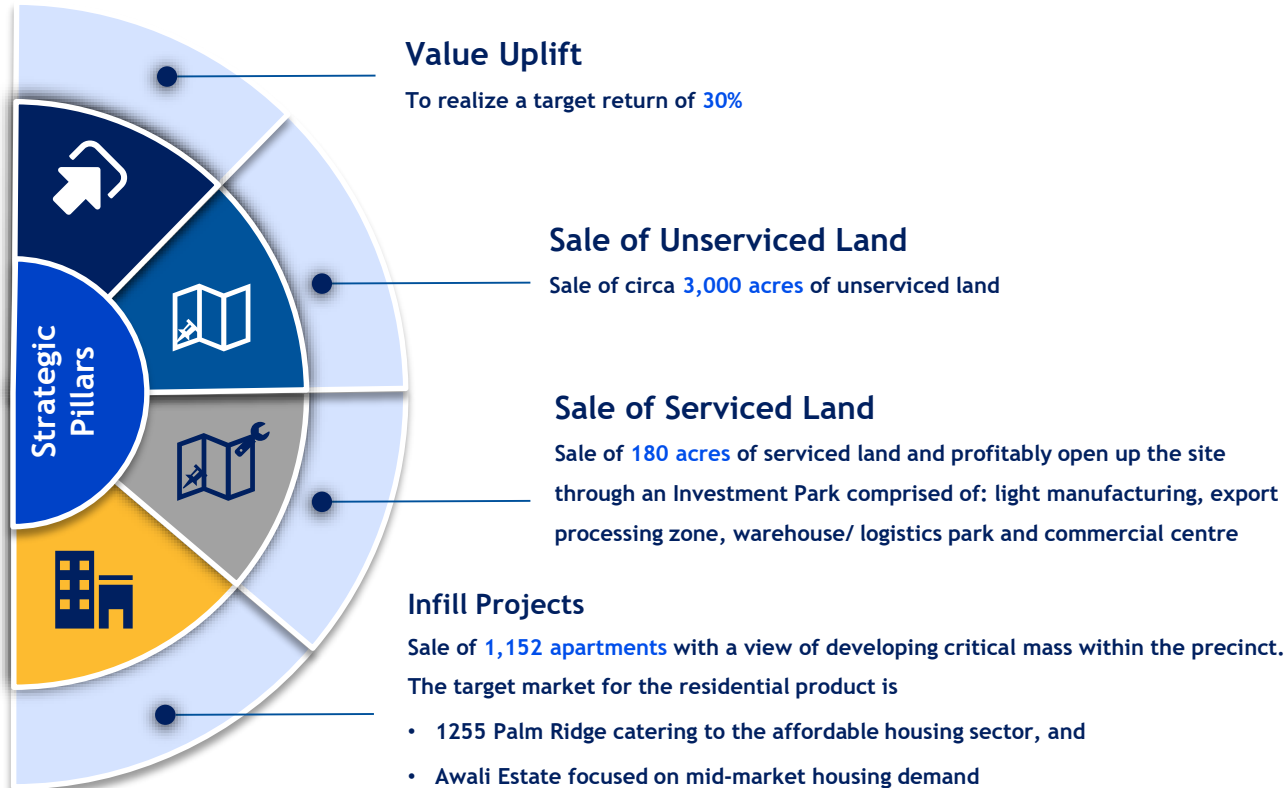 Strategic
Pillars
Value Uplift
To realize a target return of 30%
Sale of Unserviced Land
Sale of circa 3,000 acres of unserviced land
Sale of Serviced Land
Sale of 180 acres of serviced land and profitably open up the site
through an Investment Park comprised of: light manufacturing, export
processing zone, warehouse/ logistics park and commercial centre
Infill Projects
Sale of 1,152 apartments with a view of developing critical mass within the precinct.
The target market for the residential product is
• 1255 Palm Ridge catering to the affordable housing sector, and
• Awali Estate focused on mid-market housing demand